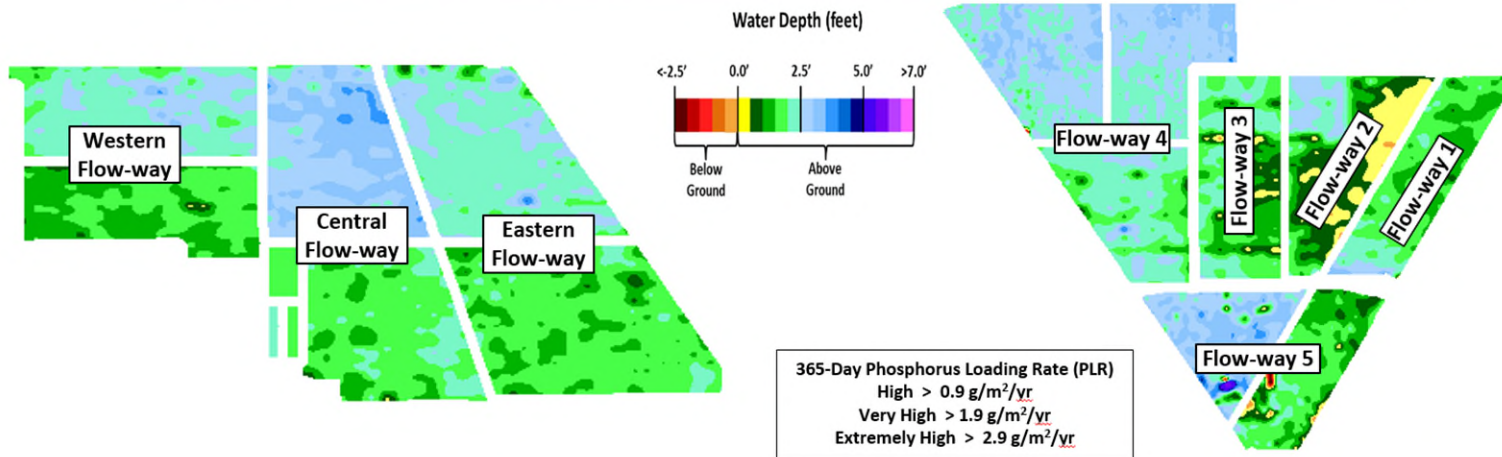 Water Depth (feet)
<-2.5' 0.0' 2.5' 5.0' >7.0'
Below
Ground
Above
Ground
Western
Flow-way
Central
Flow-way
Eastern
Flow-way
Flow-way 4
Flow-way 3
Flow-way 2
Flow-way 1
Flow-way 5
365-Day Phosphorus Loading Rate (PLR)
High > 0.9 g/m²/yr
Very High > 1.9 g/m²/yr
Extremely High > 2.9 g/m²/yr